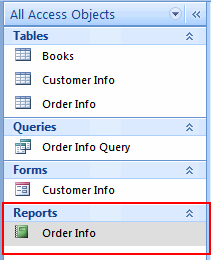 All Access Objects
Tables
Books
Customer Info
Order Info
Queries
Order Info Query
Forms
Customer Info
Reports
Order Info